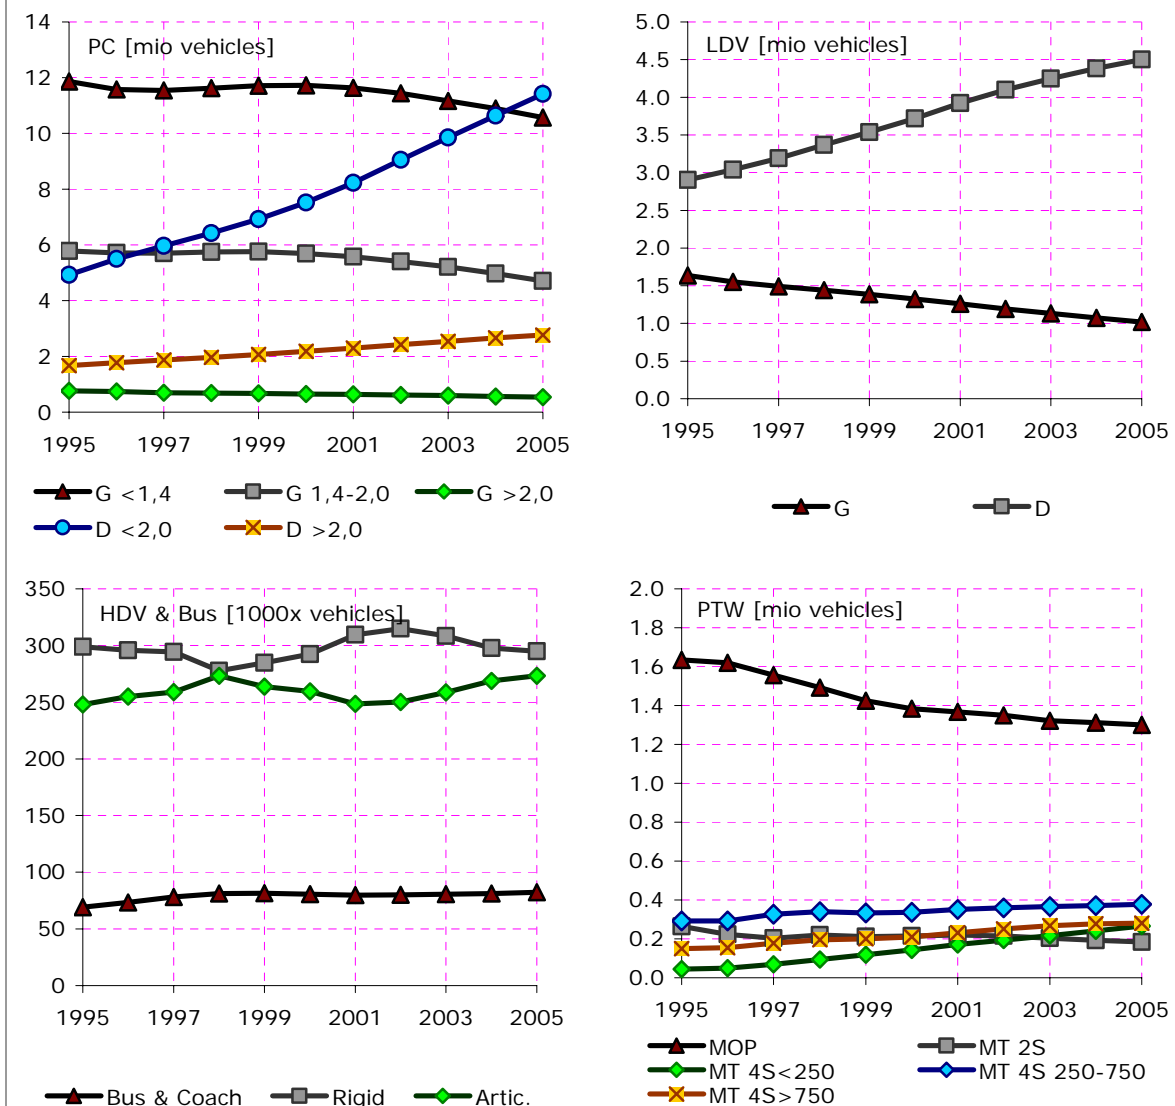 PC [mio vehicles]
14
12
10
8
6
4
2
0
1995 1997 1999 2001 2003 2005
G <1,4 G 1,4-2,0 G >2,0
D <2,0 D >2,0
LDV [mio vehicles]
5.0
4.5
4.0
3.5
3.0
2.5
2.0
1.5
1.0
0.5
0.0
1995 1997 1999 2001 2003 2005
G D
HDV & Bus [1000x vehicles]
350
300
250
200
150
100
50
0
1995 1997 1999 2001 2003 2005
Bus & Coach Rigid Artic.
PTW [mio vehicles]
2.0
1.8
1.6
1.4
1.2
1.0
0.8
0.6
0.4
0.2
0.0
1995 1997 1999 2001 2003 2005
MOP MT 2S
MT 4S<250 MT 4S 250-750
MT 4S>750